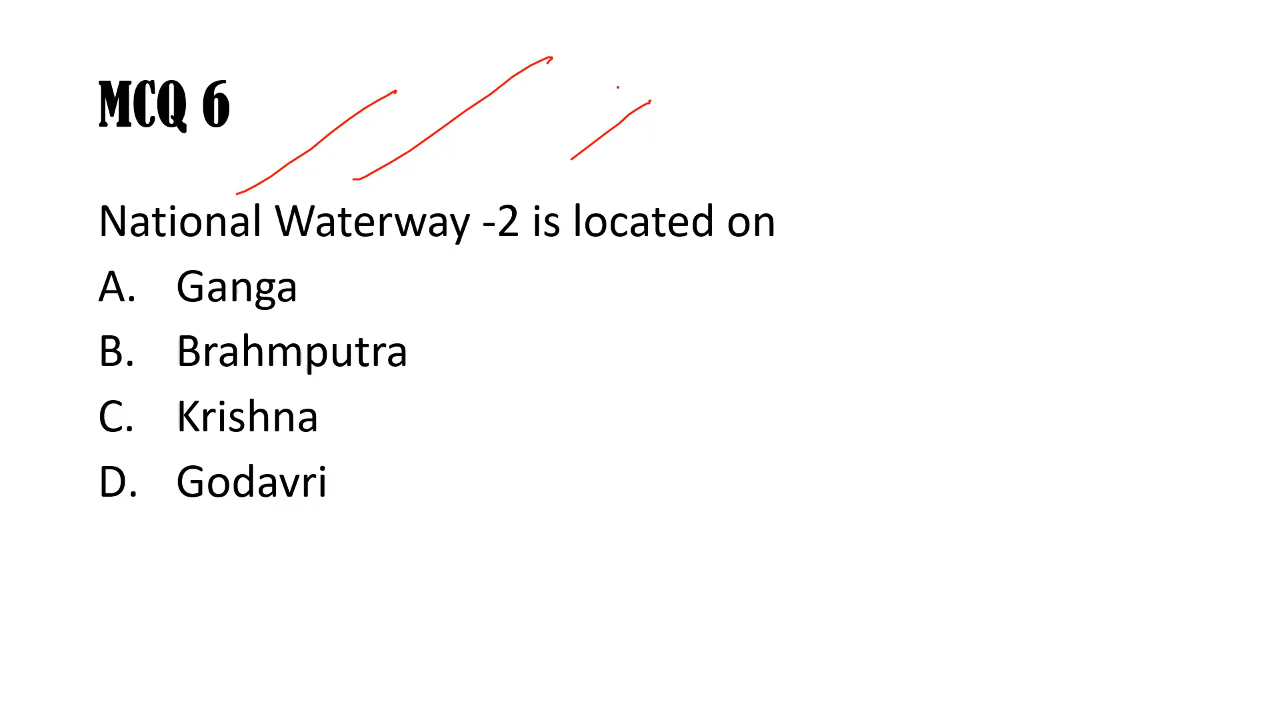 MCQ 6
National Waterway -2 is located on
A. Ganga
B. Brahmputra
C. Krishna
D. Godavri